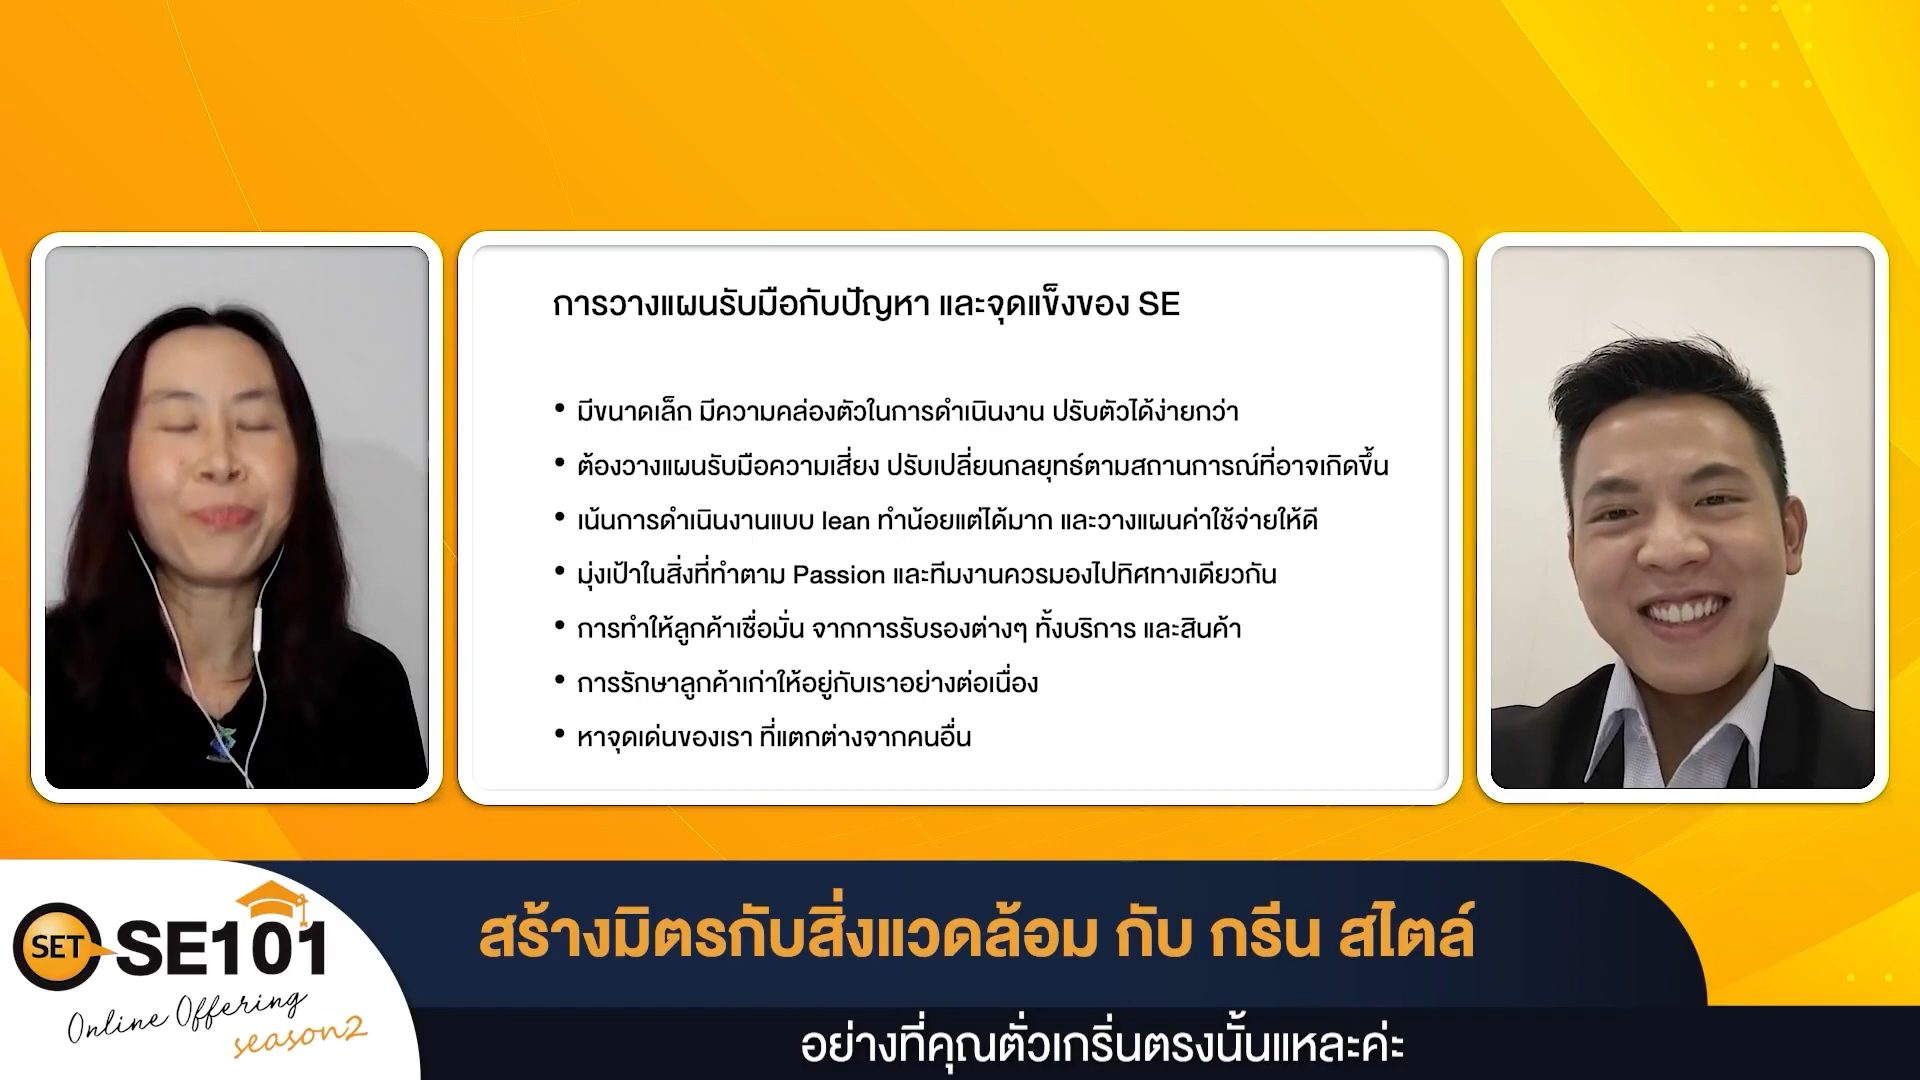 การวางแผนรับมือกับปัญหา และจุดแข็งของ SE
• มีขนาดเล็ก มีความคล่องตัวในการดำเนินงาน ปรับตัวได้ง่ายกว่า
• ต้องวางแผนรับมือความเสี่ยง ปรับเปลี่ยนกลยุทธ์ตามสถานการณ์ที่อาจเกิดขึ้น
• เน้นการดำเนินงานแบบ lean ทำน้อยแต่ได้มาก และวางแผนค่าใช้จ่ายให้ดี
• มุ่งเป้าในสิ่งที่ทำตาม Passion และทีมงานควรมองไปทิศทางเดียวกัน
• การทำให้ลูกค้าเชื่อมั่น จากการรับรองต่างๆ ทั้งบริการ และสินค้า
• การรักษาลูกค้าเก่าให้อยู่กับเราอย่างต่อเนื่อง
• หาจุดเด่นของเรา ที่แตกต่างจากคนอื่น
SET SE101
Online Offering
season2
สร้างมิตรกับสิ่งแวดล้อม กับ กรีน สไตล์
อย่างที่คุณตั่วเกริ่นตรงนั้นแหละค่ะ